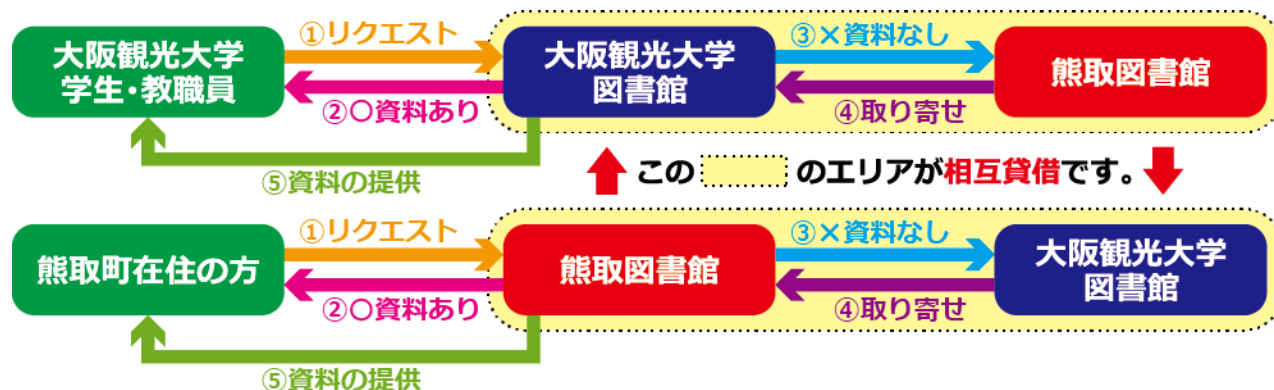 ①リクエスト
③×資料なし
大阪観光大学
学生・教職員
大阪観光大学
図書館
熊取図書館
②〇資料あり
④取り寄せ
⑤資料の提供
この のエリアが相互貸借です。
①リクエスト
③×資料なし
熊取町在住の方
熊取図書館
大阪観光大学
図書館
②〇資料あり
④取り寄せ
⑤資料の提供